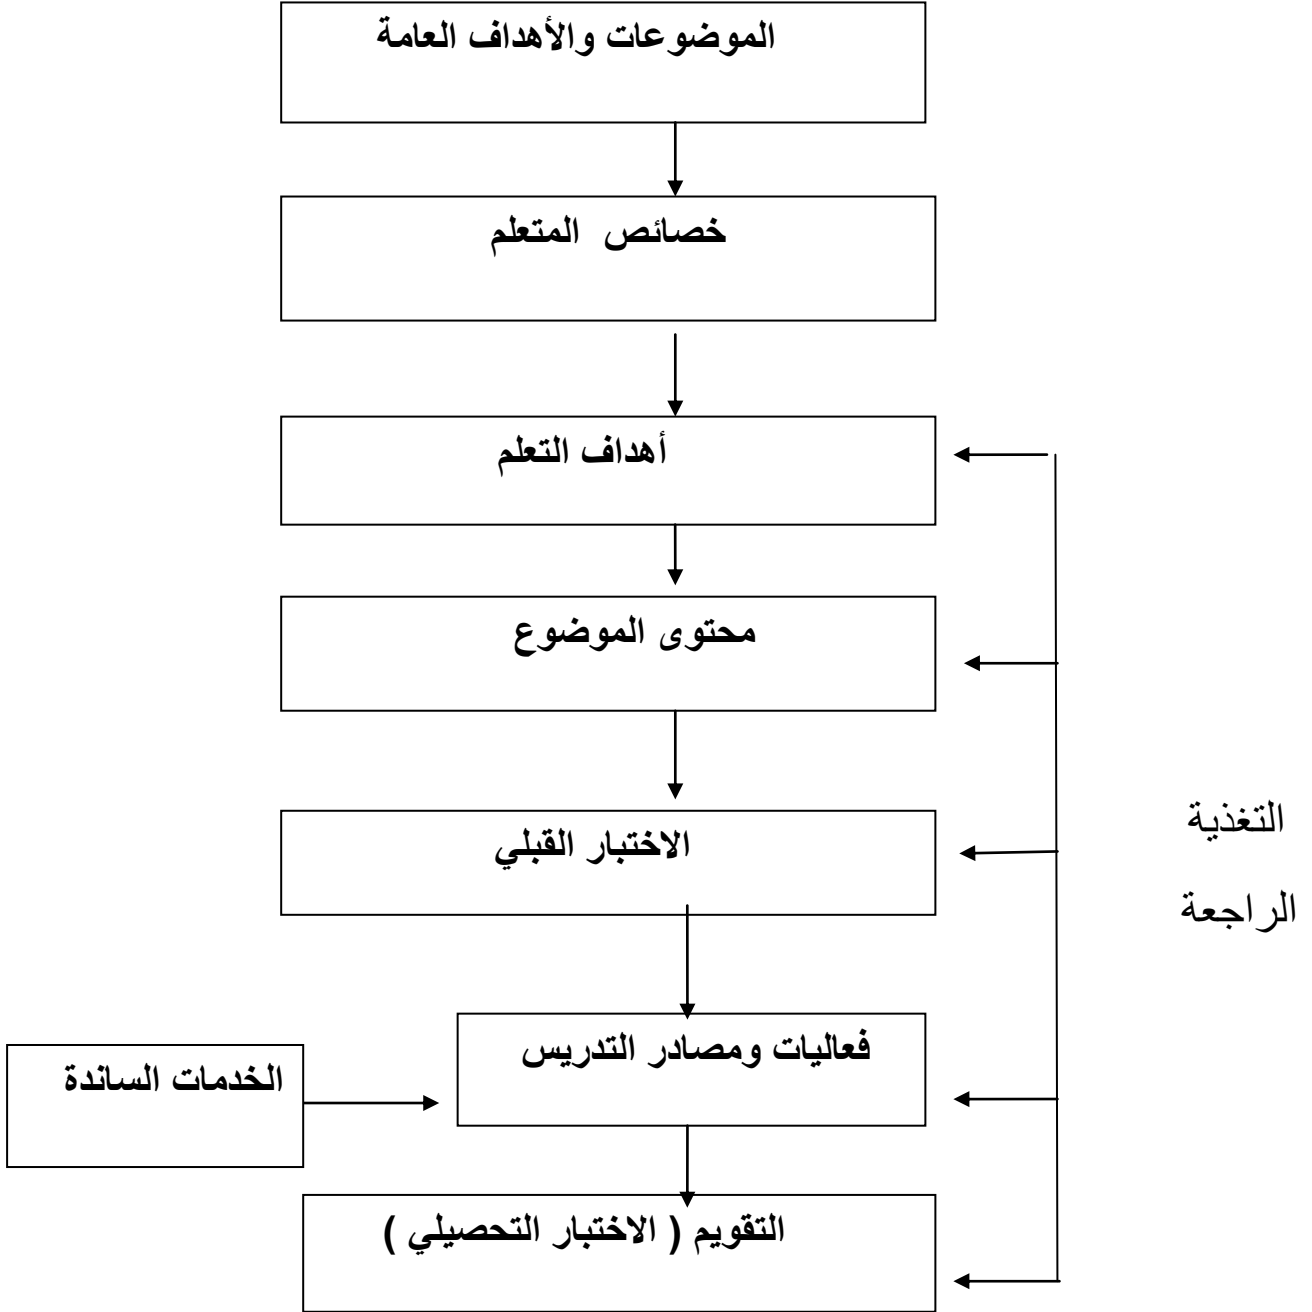 الموضوعات والأهداف العامة
خصائص المتعلم
أهداف التعلم
محتوى الموضوع
الاختبار القبلي
التغذية
الراجعة
فعاليات ومصادر التدريس
الخدمات الساندة
التقويم ( الاختبار التحصيلي )